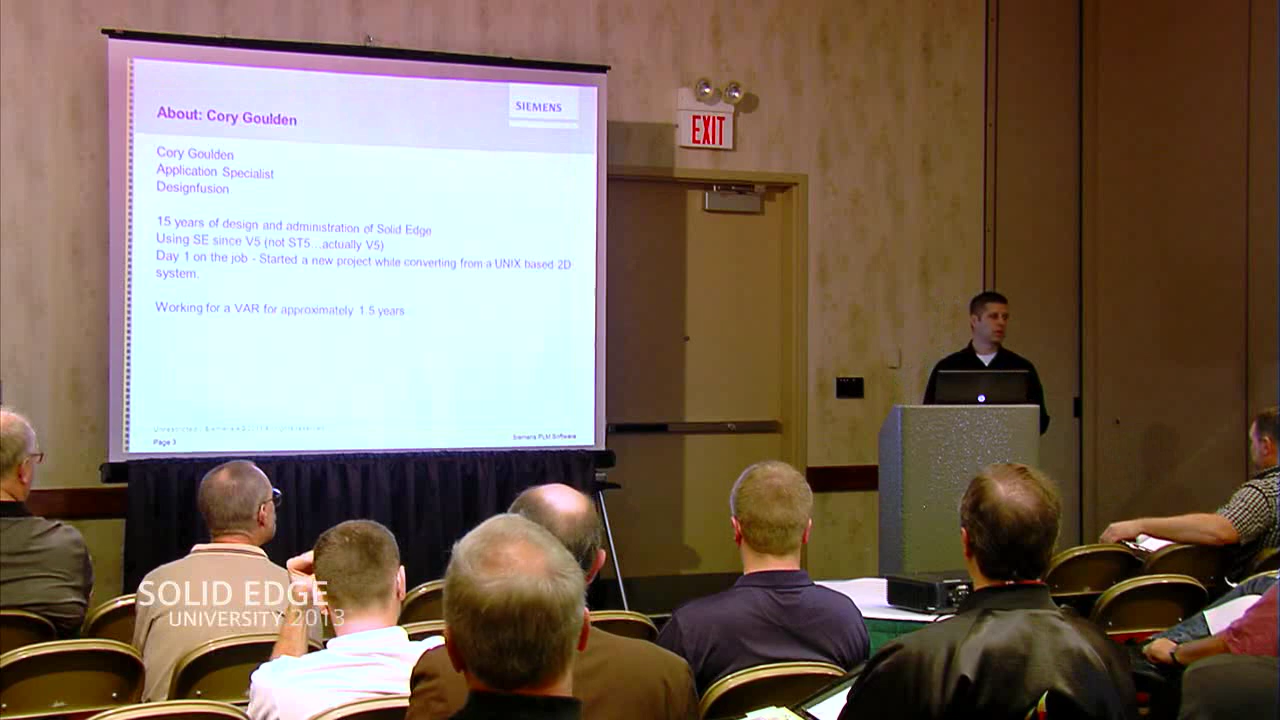 SIEMENS
About: Cory Goulden
EXIT
Cory Goulden
Application Specialist
Designfusion
15 years of design and administration of Solid Edge
Using SE since V5 (not ST5...actually V5)
Day 1 on the job - Started a new project while converting from a UNIX based 2D
system.
Working for a VAR for approximately 1.5 years
Page 3
Siemens PLM Software
SOLID EDGE
UNIVERSITY 2013